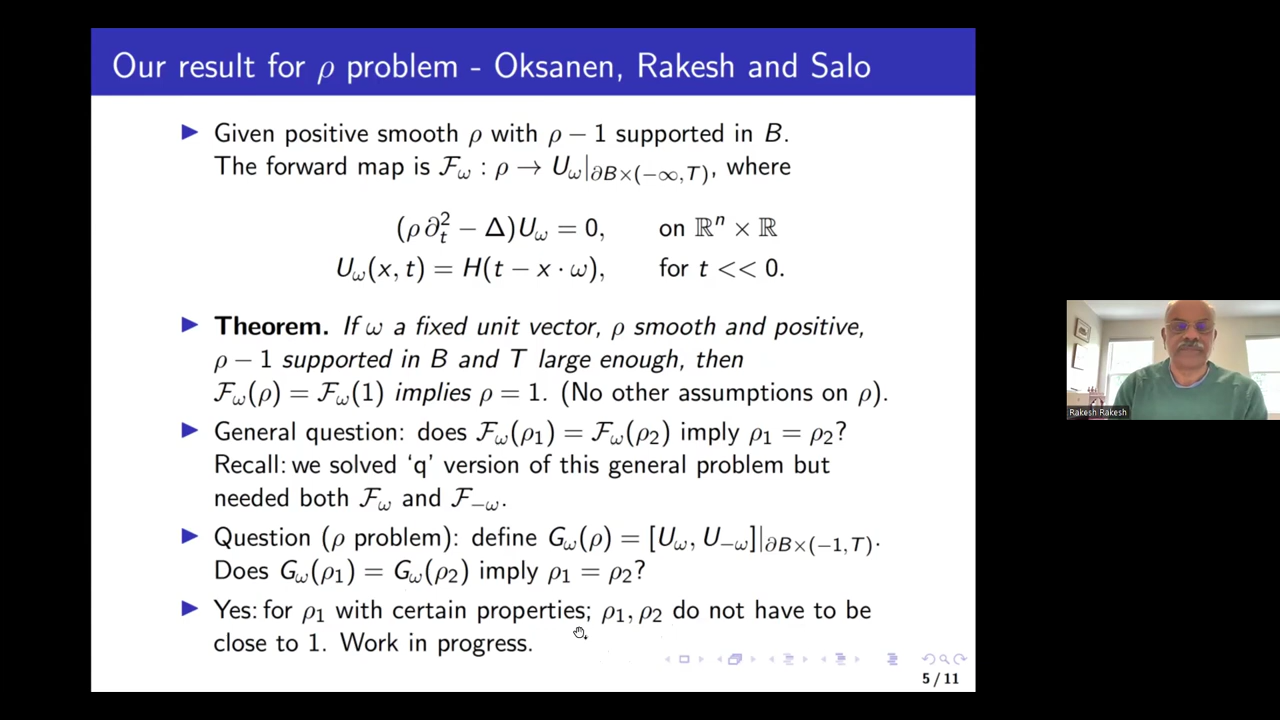 Our result for ρ problem - Oksanen, Rakesh and Salo
Given positive smooth ρ with ρ − 1 supported in B.
The forward map is 𝓕_ω : ρ → U_ω|_{∂B×(−∞,T)}, where
(ρ ∂_t^2 − Δ)U_ω = 0, on ℝ^n × ℝ
U_ω(x, t) = H(t − x · ω), for t << 0.
Theorem. If ω a fixed unit vector, ρ smooth and positive,
ρ − 1 supported in B and T large enough, then
𝓕_ω(ρ) = 𝓕_ω(1) implies ρ = 1. (No other assumptions on ρ).
General question: does 𝓕_ω(ρ_1) = 𝓕_ω(ρ_2) imply ρ_1 = ρ_2?
Recall: we solved ‘q’ version of this general problem but
needed both 𝓕_ω and 𝓕_{−ω}.
Question (ρ problem): define G_ω(ρ) = [U_ω, U_{−ω}]|_{∂B×(−1,T)}.
Does G_ω(ρ_1) = G_ω(ρ_2) imply ρ_1 = ρ_2?
Yes: for ρ_1 with certain properties; ρ_1, ρ_2 do not have to be
close to 1. Work in progress.
5 / 11
Rakesh Rakesh